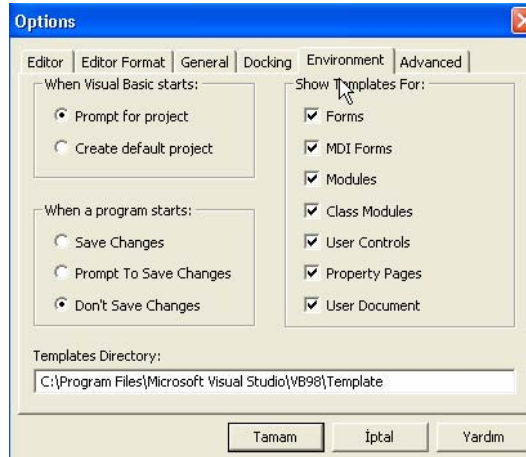 Options
Editor Editor Format General Docking Environment Advanced
When Visual Basic starts:
Prompt for project
Create default project
When a program starts:
Save Changes
Prompt To Save Changes
Don't Save Changes
Show Templates For:
Forms
MDI Forms
Modules
Class Modules
User Controls
Property Pages
User Document
Templates Directory:
C:\Program Files\Microsoft Visual Studio\VB98\Template
Tamam İptal Yardım